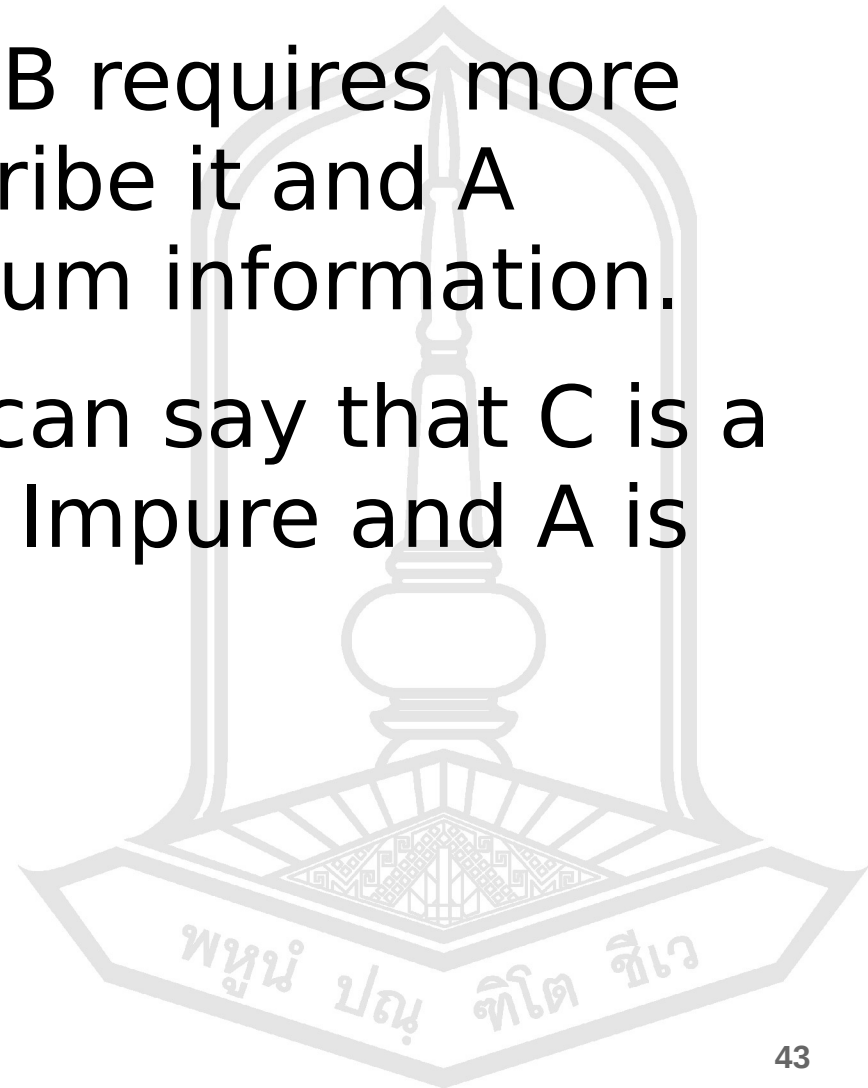 B requires more
ribe it and A
um information.
can say that C is a
Impure and A is
พหูนํ ปณฺฑิโต ชีเว
43